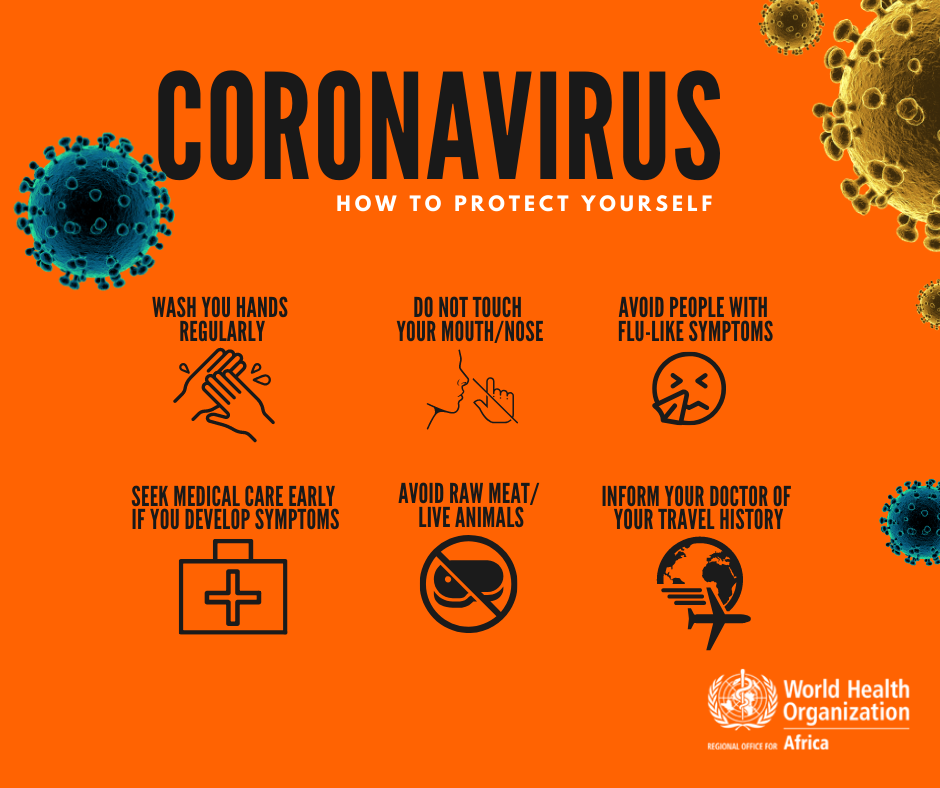 CORONAVIRUS
HOW TO PROTECT YOURSELF
WASH YOU HANDS
REGULARLY
DO NOT TOUCH
YOUR MOUTH/NOSE
AVOID PEOPLE WITH
FLU-LIKE SYMPTOMS
SEEK MEDICAL CARE EARLY
IF YOU DEVELOP SYMPTOMS
AVOID RAW MEAT/
LIVE ANIMALS
INFORM YOUR DOCTOR OF
YOUR TRAVEL HISTORY
World Health
Organization
REGIONAL OFFICE FOR Africa